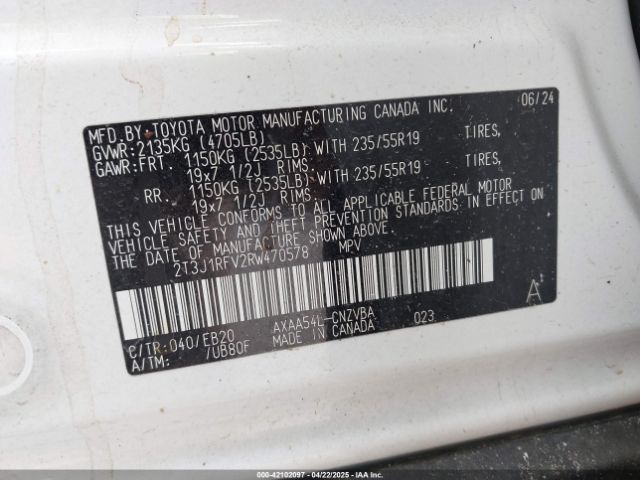 MFD.BY TOYOTA MOTOR MANUFACTURING CANADA INC. 06/24
GVWR:2135KG (4705LB)
GAWR:FRT. 1150KG (2535LB) WITH 235/55R19 TIRES,
19x7 1/2J RIMS
RR. 1150KG (2535LB) WITH 235/55R19 TIRES,
19x7 1/2J RIMS
THIS VEHICLE CONFORMS TO ALL APPLICABLE FEDERAL MOTOR
VEHICLE SAFETY AND THEFT PREVENTION STANDARDS IN EFFECT ON
THE DATE OF MANUFACTURE SHOWN ABOVE.
2T3J1RFV2RW470578 MPV
C/TR:040/EB20 AXAA54L-CNZVBA 023 A
A/TM: /UB80F MADE IN CANADA
000-42102097 - 04/22/2025 - IAAI.COM